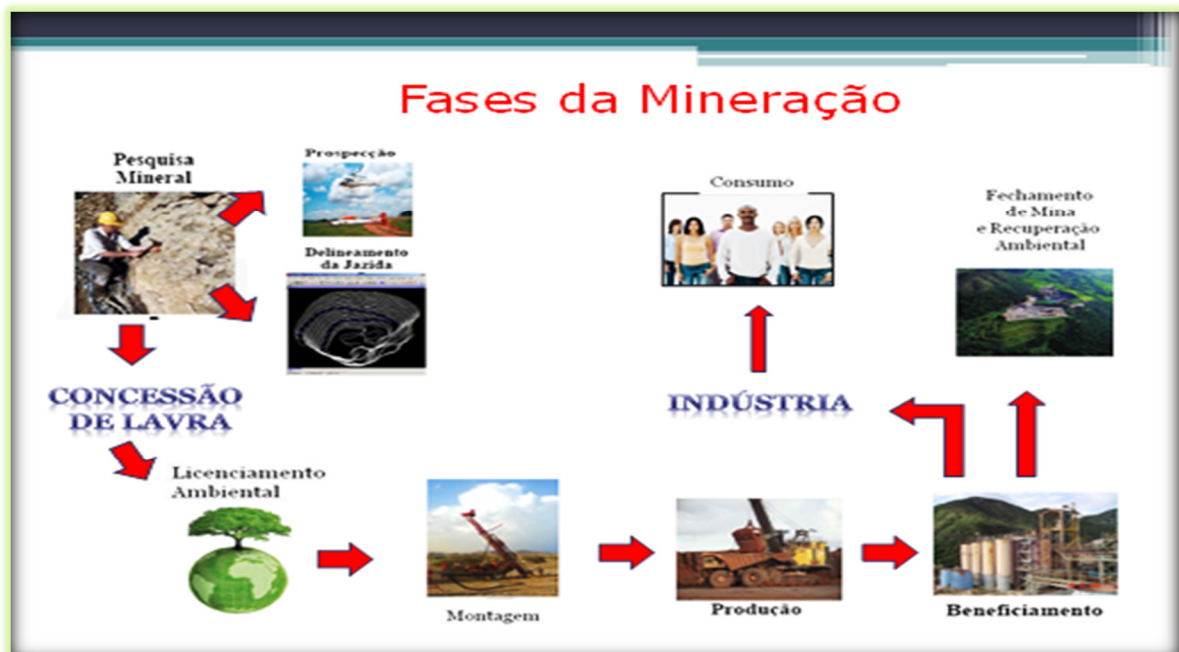 Fases da Mineração
Pesquisa
Mineral
Prospecção
Delineamento
da Jazida
CONCESSÃO
DE LAVRA
Licenciamento
Ambiental
Montagem
Produção
Beneficiamento
INDÚSTRIA
Consumo
Fechamento
de Mina
e Recuperação
Ambiental